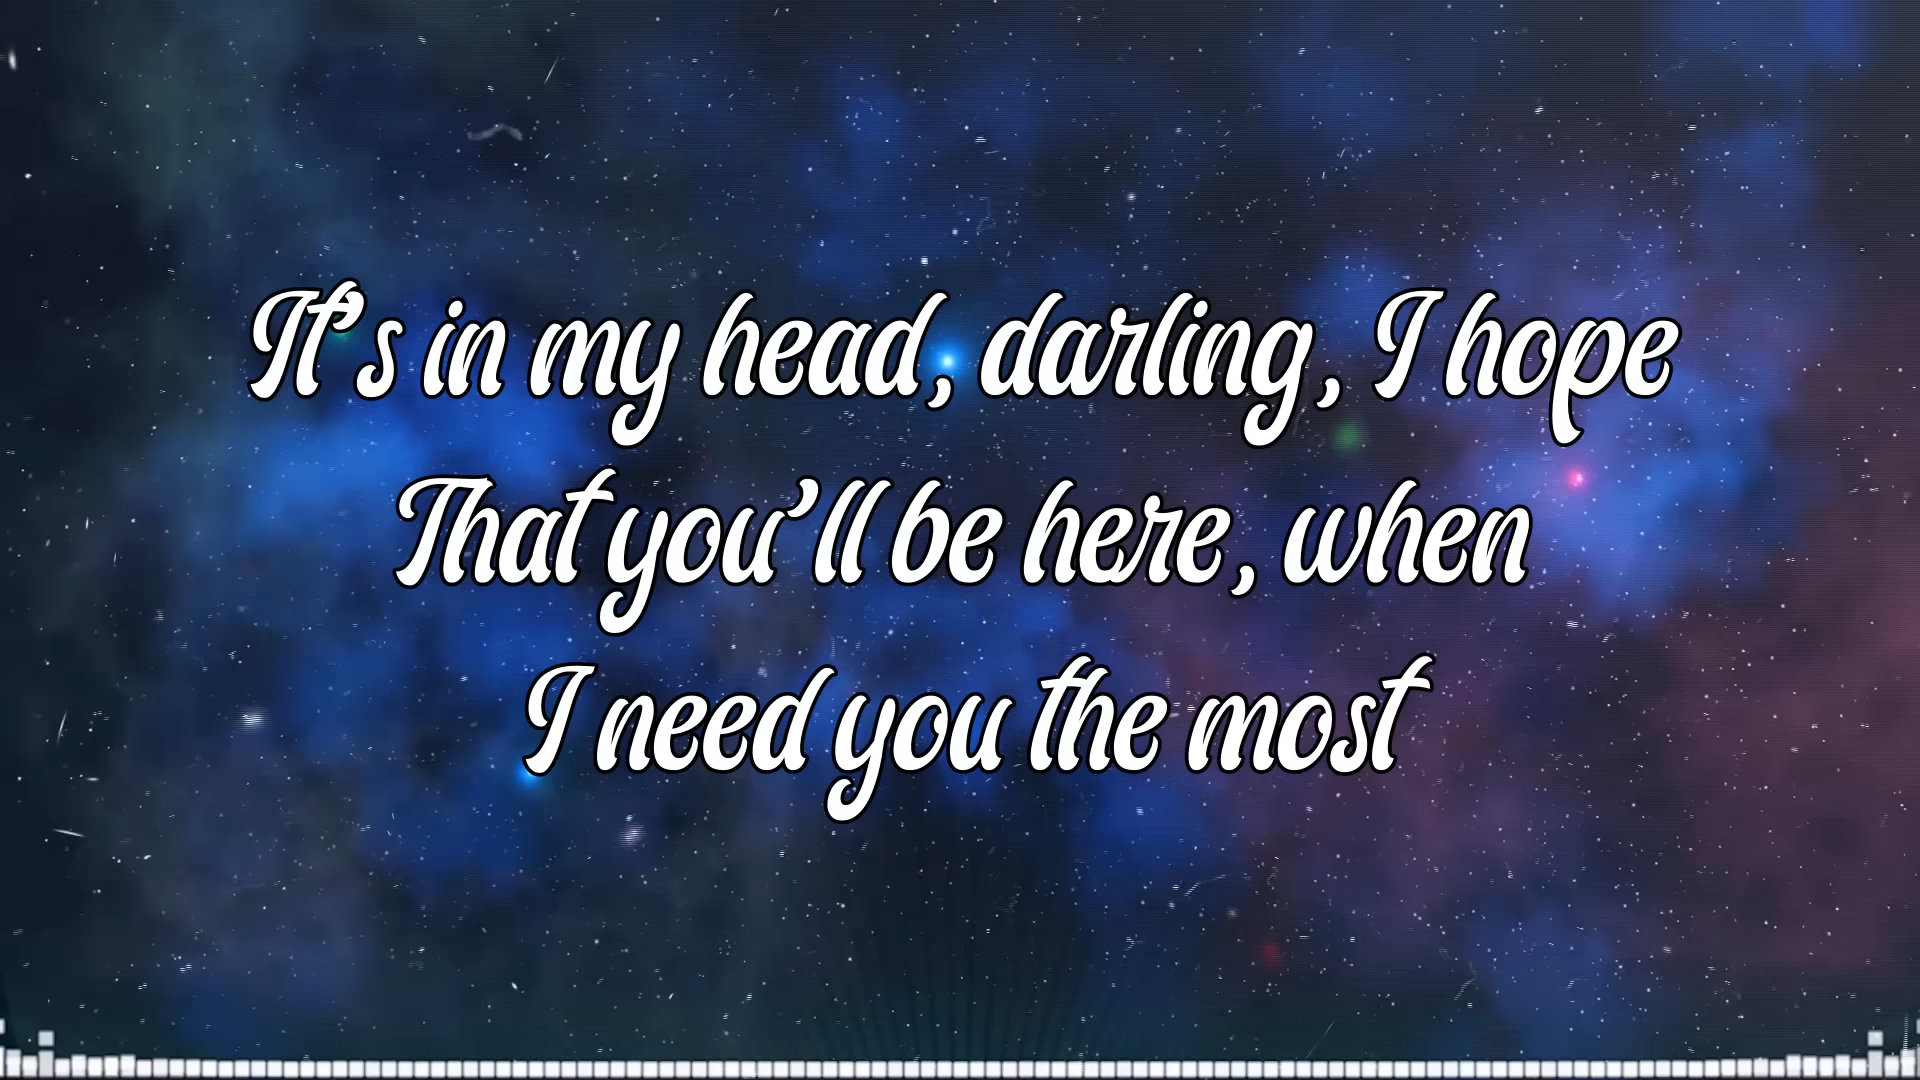 It's in my head, darling, I hope
That you'll be here, when
I need you the most